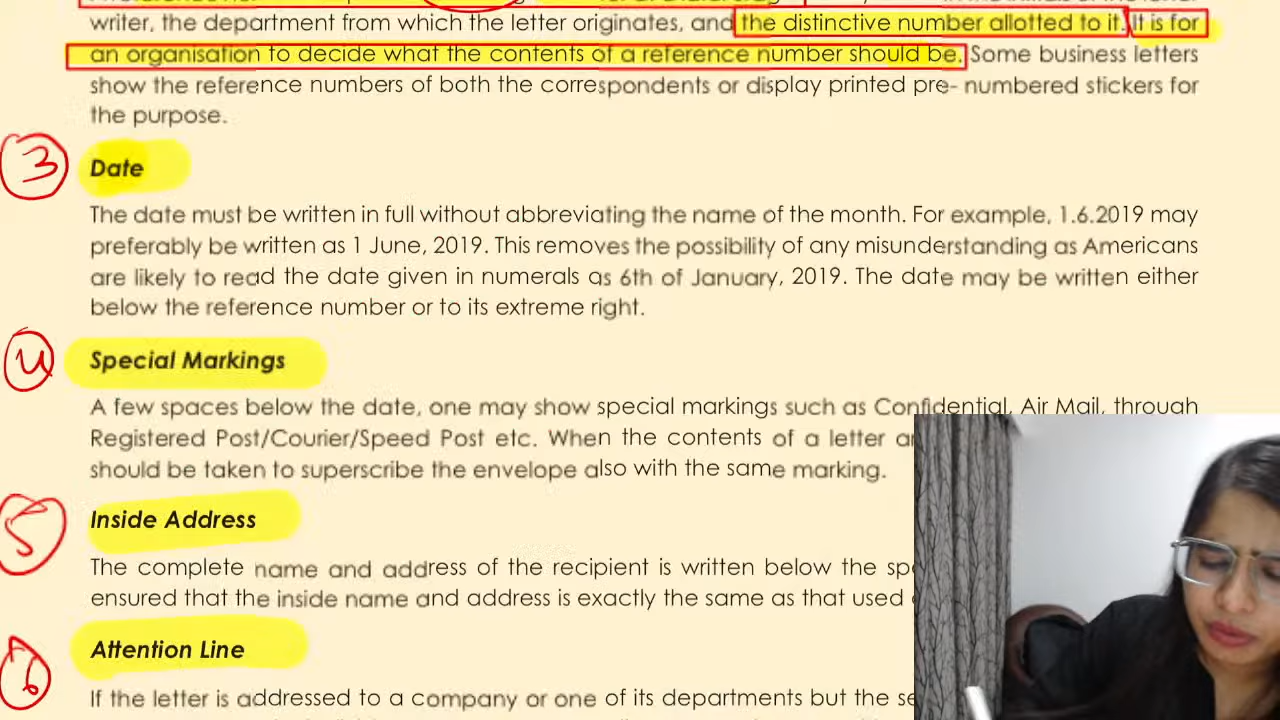 writer, the department from which the letter originates, and the distinctive number allotted to it. It is for
an organisation to decide what the contents of a reference number should be. Some business letters
show the reference numbers of both the correspondents or display printed pre- numbered stickers for
the purpose.
3 Date
The date must be written in full without abbreviating the name of the month. For example, 1.6.2019 may
preferably be written as 1 June, 2019. This removes the possibility of any misunderstanding as Americans
are likely to read the date given in numerals as 6th of January, 2019. The date may be written either
below the reference number or to its extreme right.
4 Special Markings
A few spaces below the date, one may show special markings such as Confidential, Air Mail, through
Registered Post/Courier/Speed Post etc. When the contents of a letter
should be taken to superscribe the envelope also with the same marking.
5 Inside Address
The complete name and address of the recipient is written below the
ensured that the inside name and address is exactly the same as that used
6 Attention Line
If the letter is addressed to a company or one of its departments but the